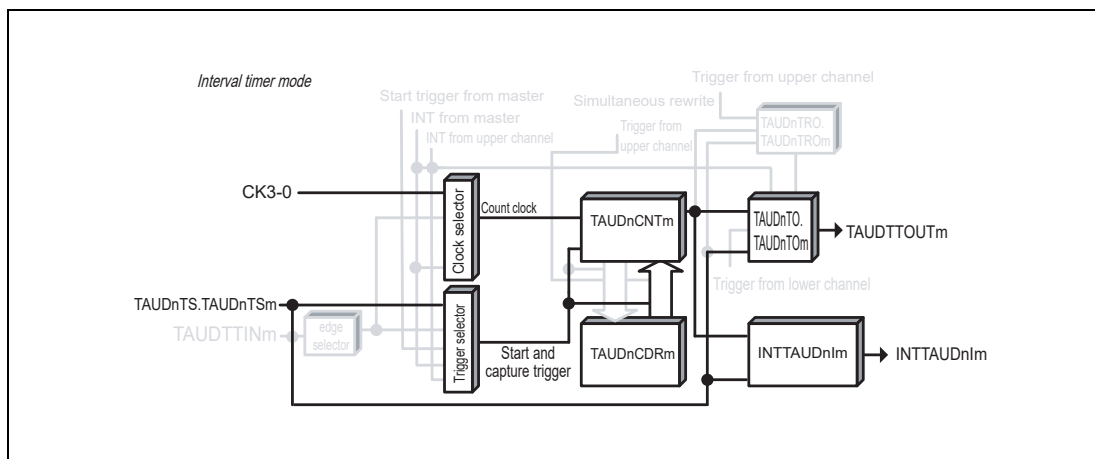 Interval timer mode
Trigger from upper channel
Start trigger from master
Simultaneous rewrite
INT from master
INT from upper channel
Trigger from
upper channel
TAUDnTRO.
TAUDnTROm
CK3-0
Clock selector
Count clock
TAUDnCNTm
TAUDnTO.
TAUDnTOm
TAUDTTOUTm
Trigger from lower channel
TAUDnTS.TAUDnTSm
TAUDTTINm
edge
selector
Trigger selector
Start and
capture trigger
TAUDnCDRm
INTTAUDnIm
INTTAUDnIm